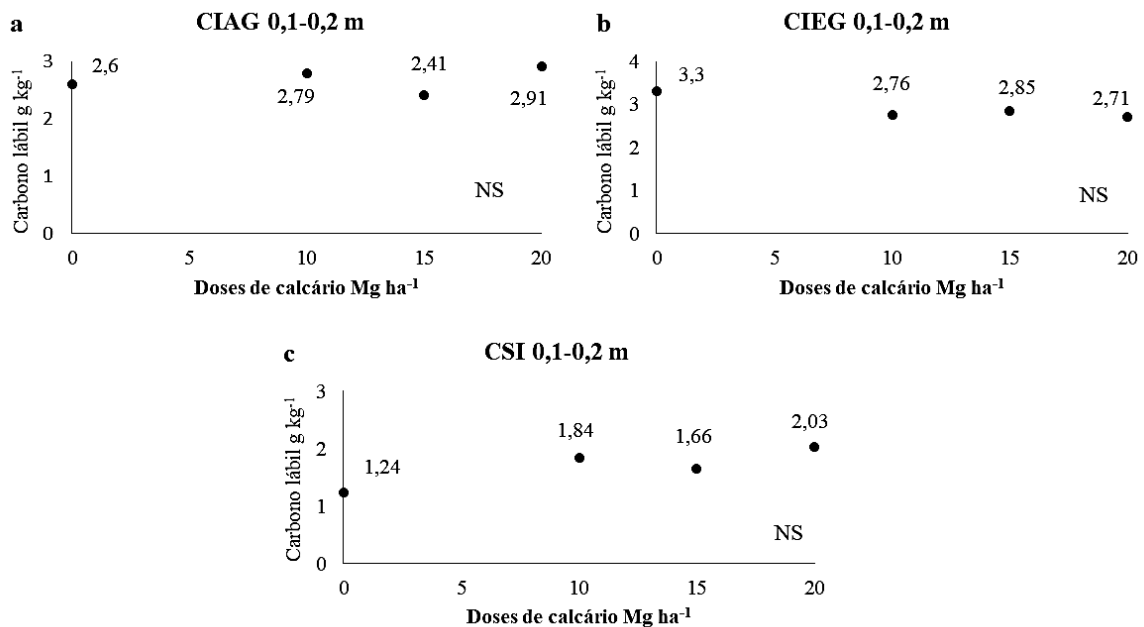 a
CIAG 0,1-0,2 m
Carbono lábil g kg⁻¹
3
2
1
0
2,6
2,79
2,41
2,91
NS
0 5 10 15 20
Doses de calcário Mg ha⁻¹
b
CIEG 0,1-0,2 m
Carbono lábil g kg⁻¹
4
3
2
1
0
3,3
2,76
2,85
2,71
NS
0 5 10 15 20
Doses de calcário Mg ha⁻¹
c
CSI 0,1-0,2 m
Carbono lábil g kg⁻¹
3
2
1
0
1,24
1,84
1,66
2,03
NS
0 5 10 15 20
Doses de calcário Mg ha⁻¹